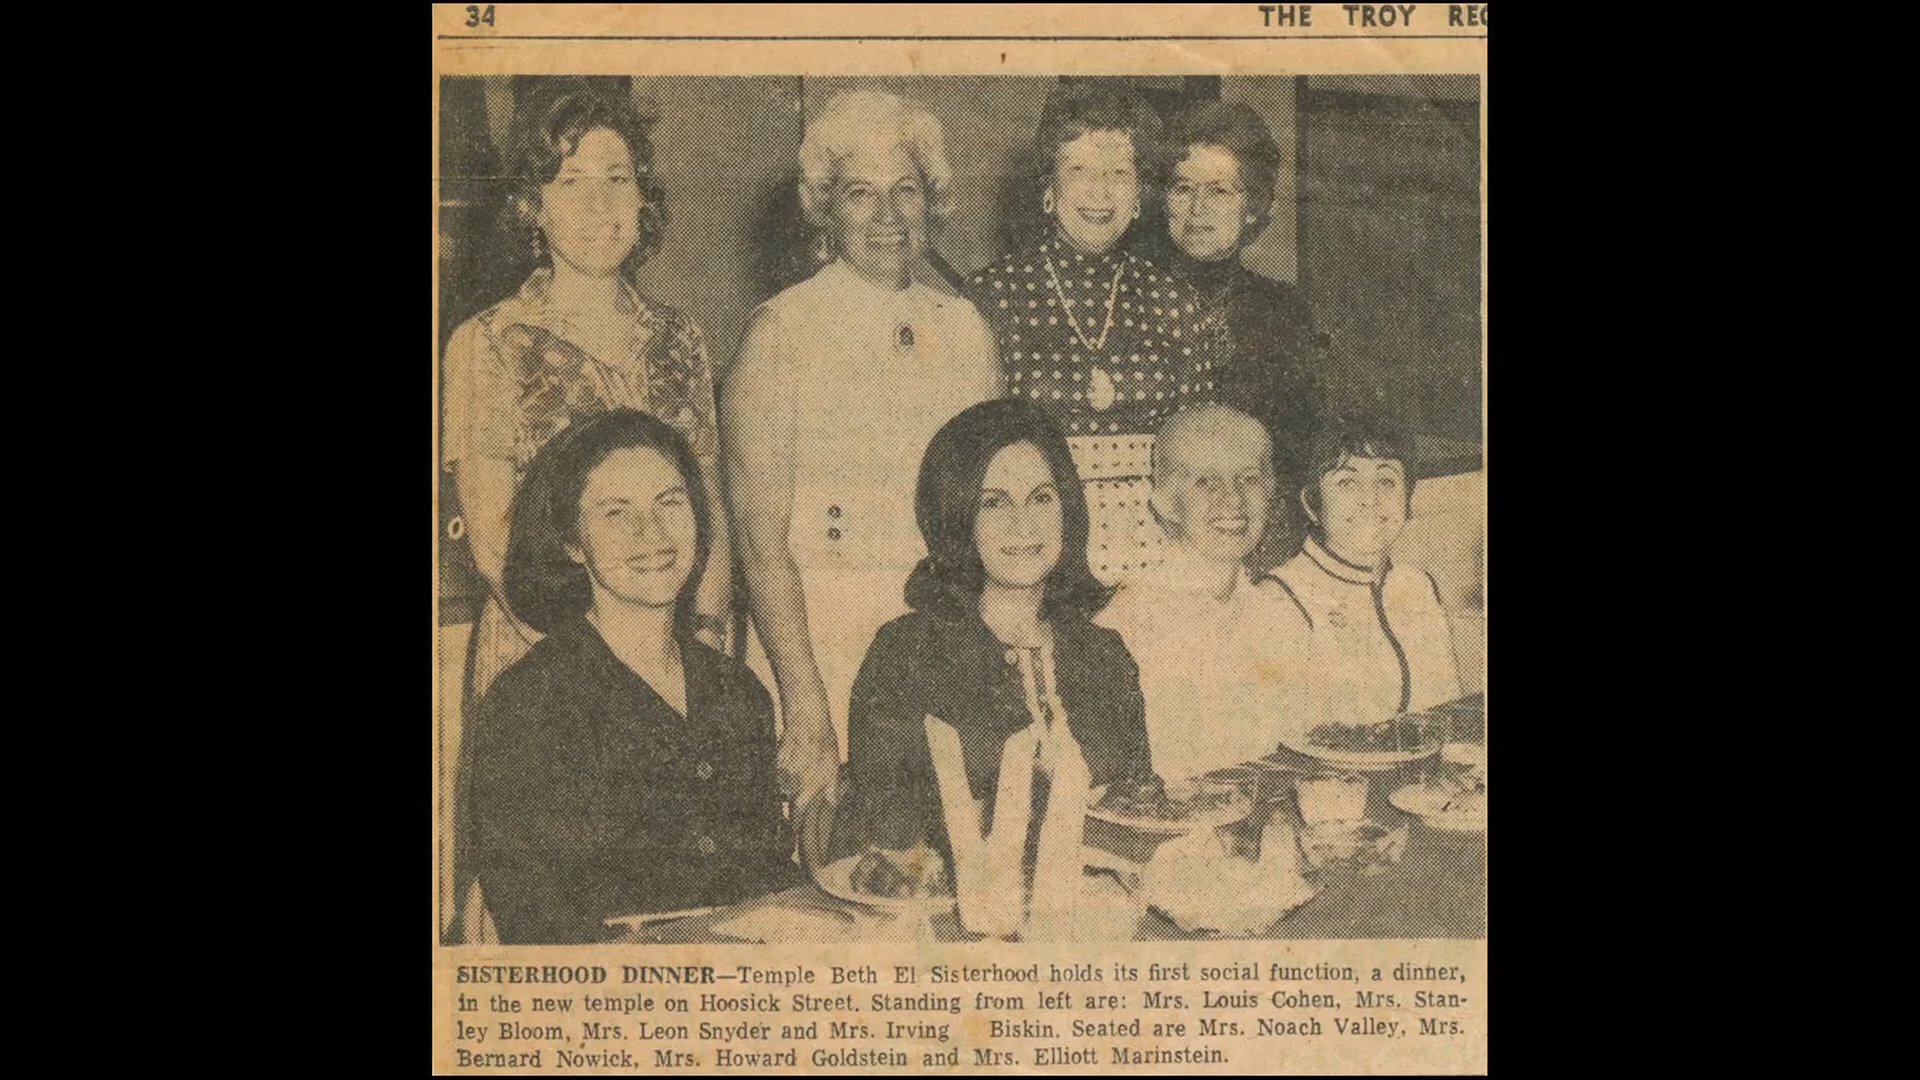 34 THE TROY REC
SISTERHOOD DINNER—Temple Beth El Sisterhood holds its first social function, a dinner,
in the new temple on Hoosick Street. Standing from left are: Mrs. Louis Cohen, Mrs. Stan-
ley Bloom, Mrs. Leon Snyder and Mrs. Irving Biskin. Seated are Mrs. Noach Valley, Mrs.
Bernard Nowick, Mrs. Howard Goldstein and Mrs. Elliott Marinstein.